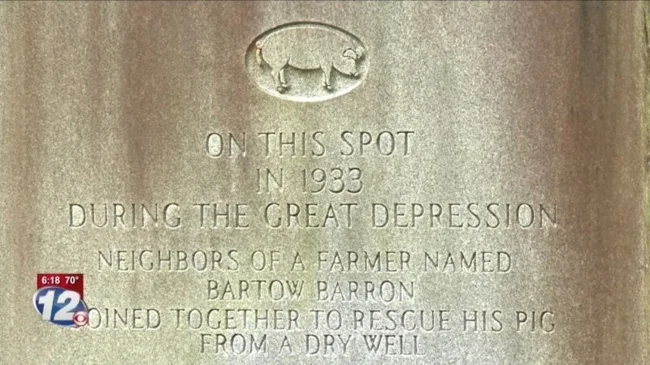 ON THIS SPOT
IN 1933
DURING THE GREAT DEPRESSION
NEIGHBORS OF A FARMER NAMED
BARTOW BARRON
JOINED TOGETHER TO RESCUE HIS PIG
FROM A DRY WELL
6:18 70°
12